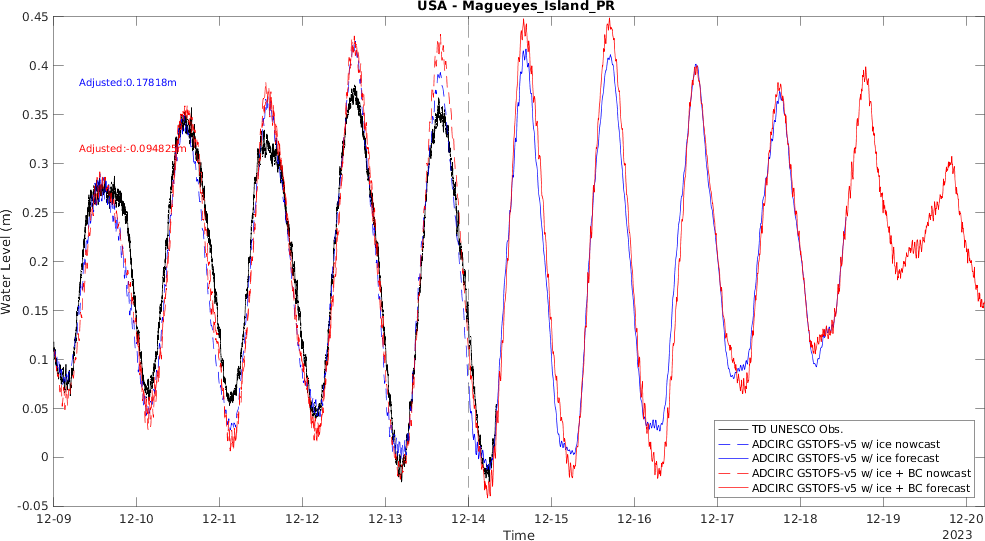 USA - Magueyes_Island_PR
0.45
0.4
0.35
0.3
0.25
0.2
0.15
0.1
0.05
0
-0.05
Water Level (m)
Adjusted:0.17818m
Adjusted:-0.094825m
TD UNESCO Obs.
ADCIRC GSTOFS-v5 w/ ice nowcast
ADCIRC GSTOFS-v5 w/ ice forecast
ADCIRC GSTOFS-v5 w/ ice + BC nowcast
ADCIRC GSTOFS-v5 w/ ice + BC forecast
12-09 12-10 12-11 12-12 12-13 12-14 12-15 12-16 12-17 12-18 12-19 12-20
Time
2023